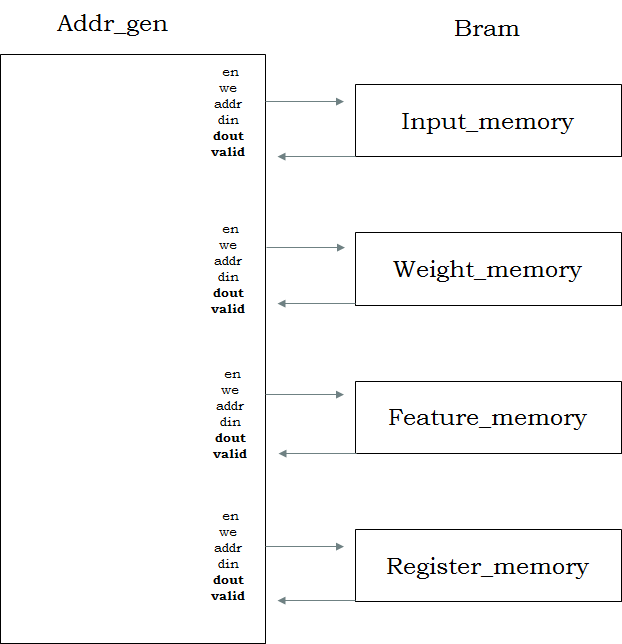 Addr_gen
Bram
en
we
addr
din
dout
valid
Input_memory
en
we
addr
din
dout
valid
Weight_memory
en
we
addr
din
dout
valid
Feature_memory
en
we
addr
din
dout
valid
Register_memory